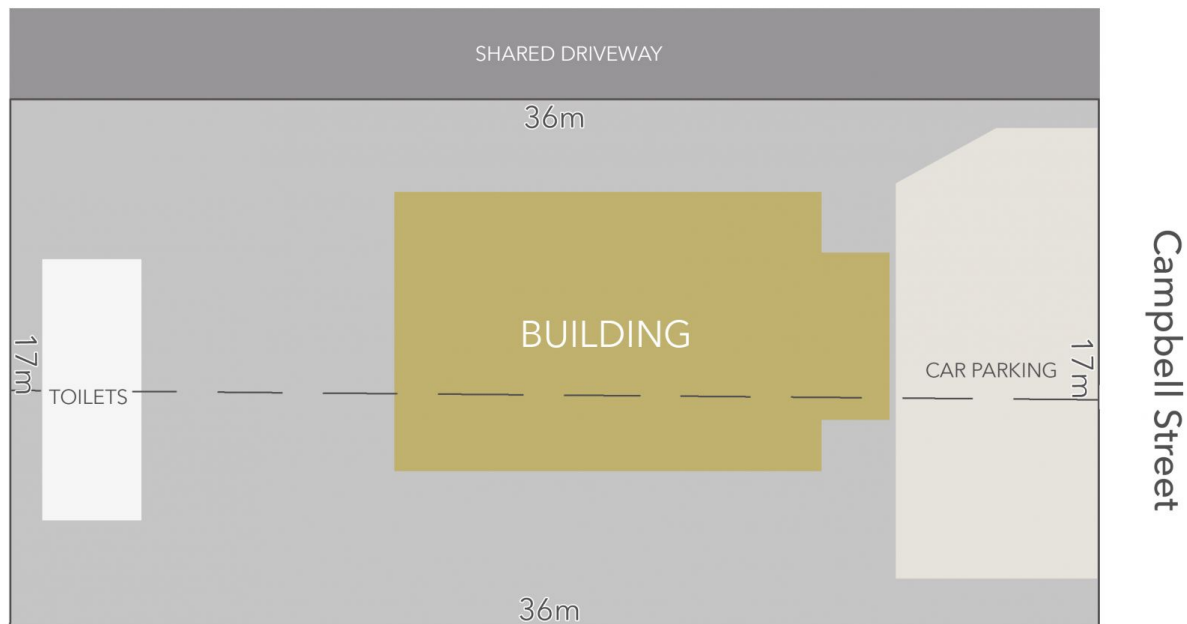 SHARED DRIVEWAY
36m
BUILDING
17m
TOILETS
CAR PARKING
17m
Campbell Street
36m